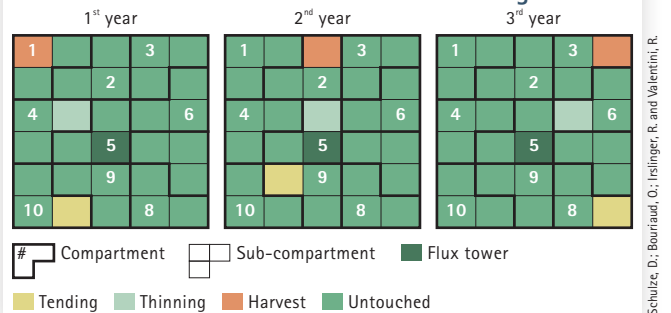 1st year 2nd year 3rd year
1 3 1 3 1 3
2 2 2
4 6 4 6 4 6
5 5 5
9 9 9
10 8 10 8 10 8
# Compartment Sub-compartment Flux tower
Tending Thinning Harvest Untouched
Schulze, D.; Bouriaud, O.; Irslinger, R. and Valentini, R.